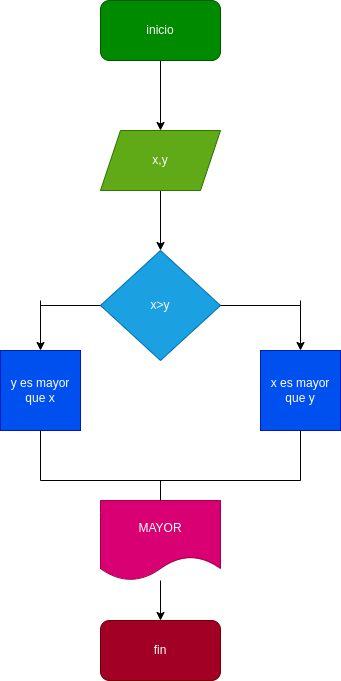 inicio
x,y
x>y
y es mayor
que x
x es mayor
que y
MAYOR
fin